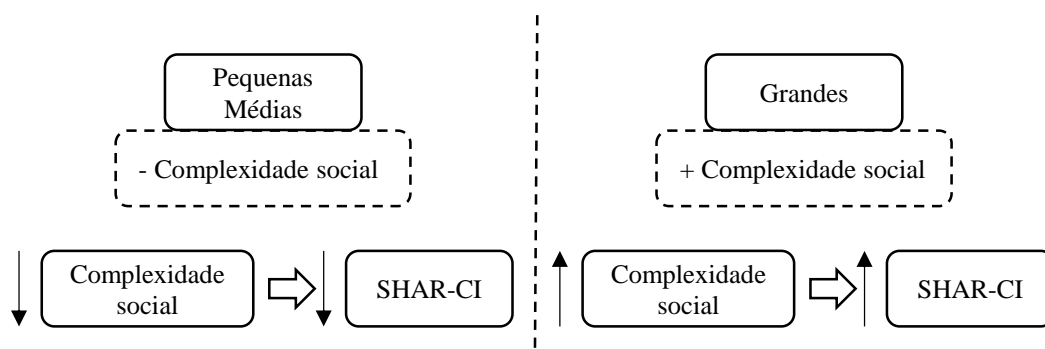 Pequenas
Médias
- Complexidade social
Complexidade
social
SHAR-CI
Grandes
+ Complexidade social
Complexidade
social
SHAR-CI